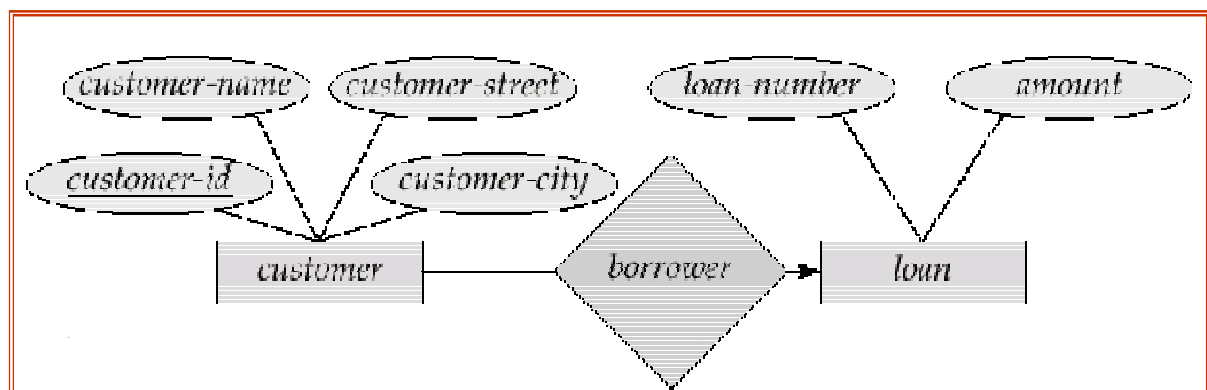 customer-name customer-street loan-number amount
customer-id customer-city
customer borrower loan